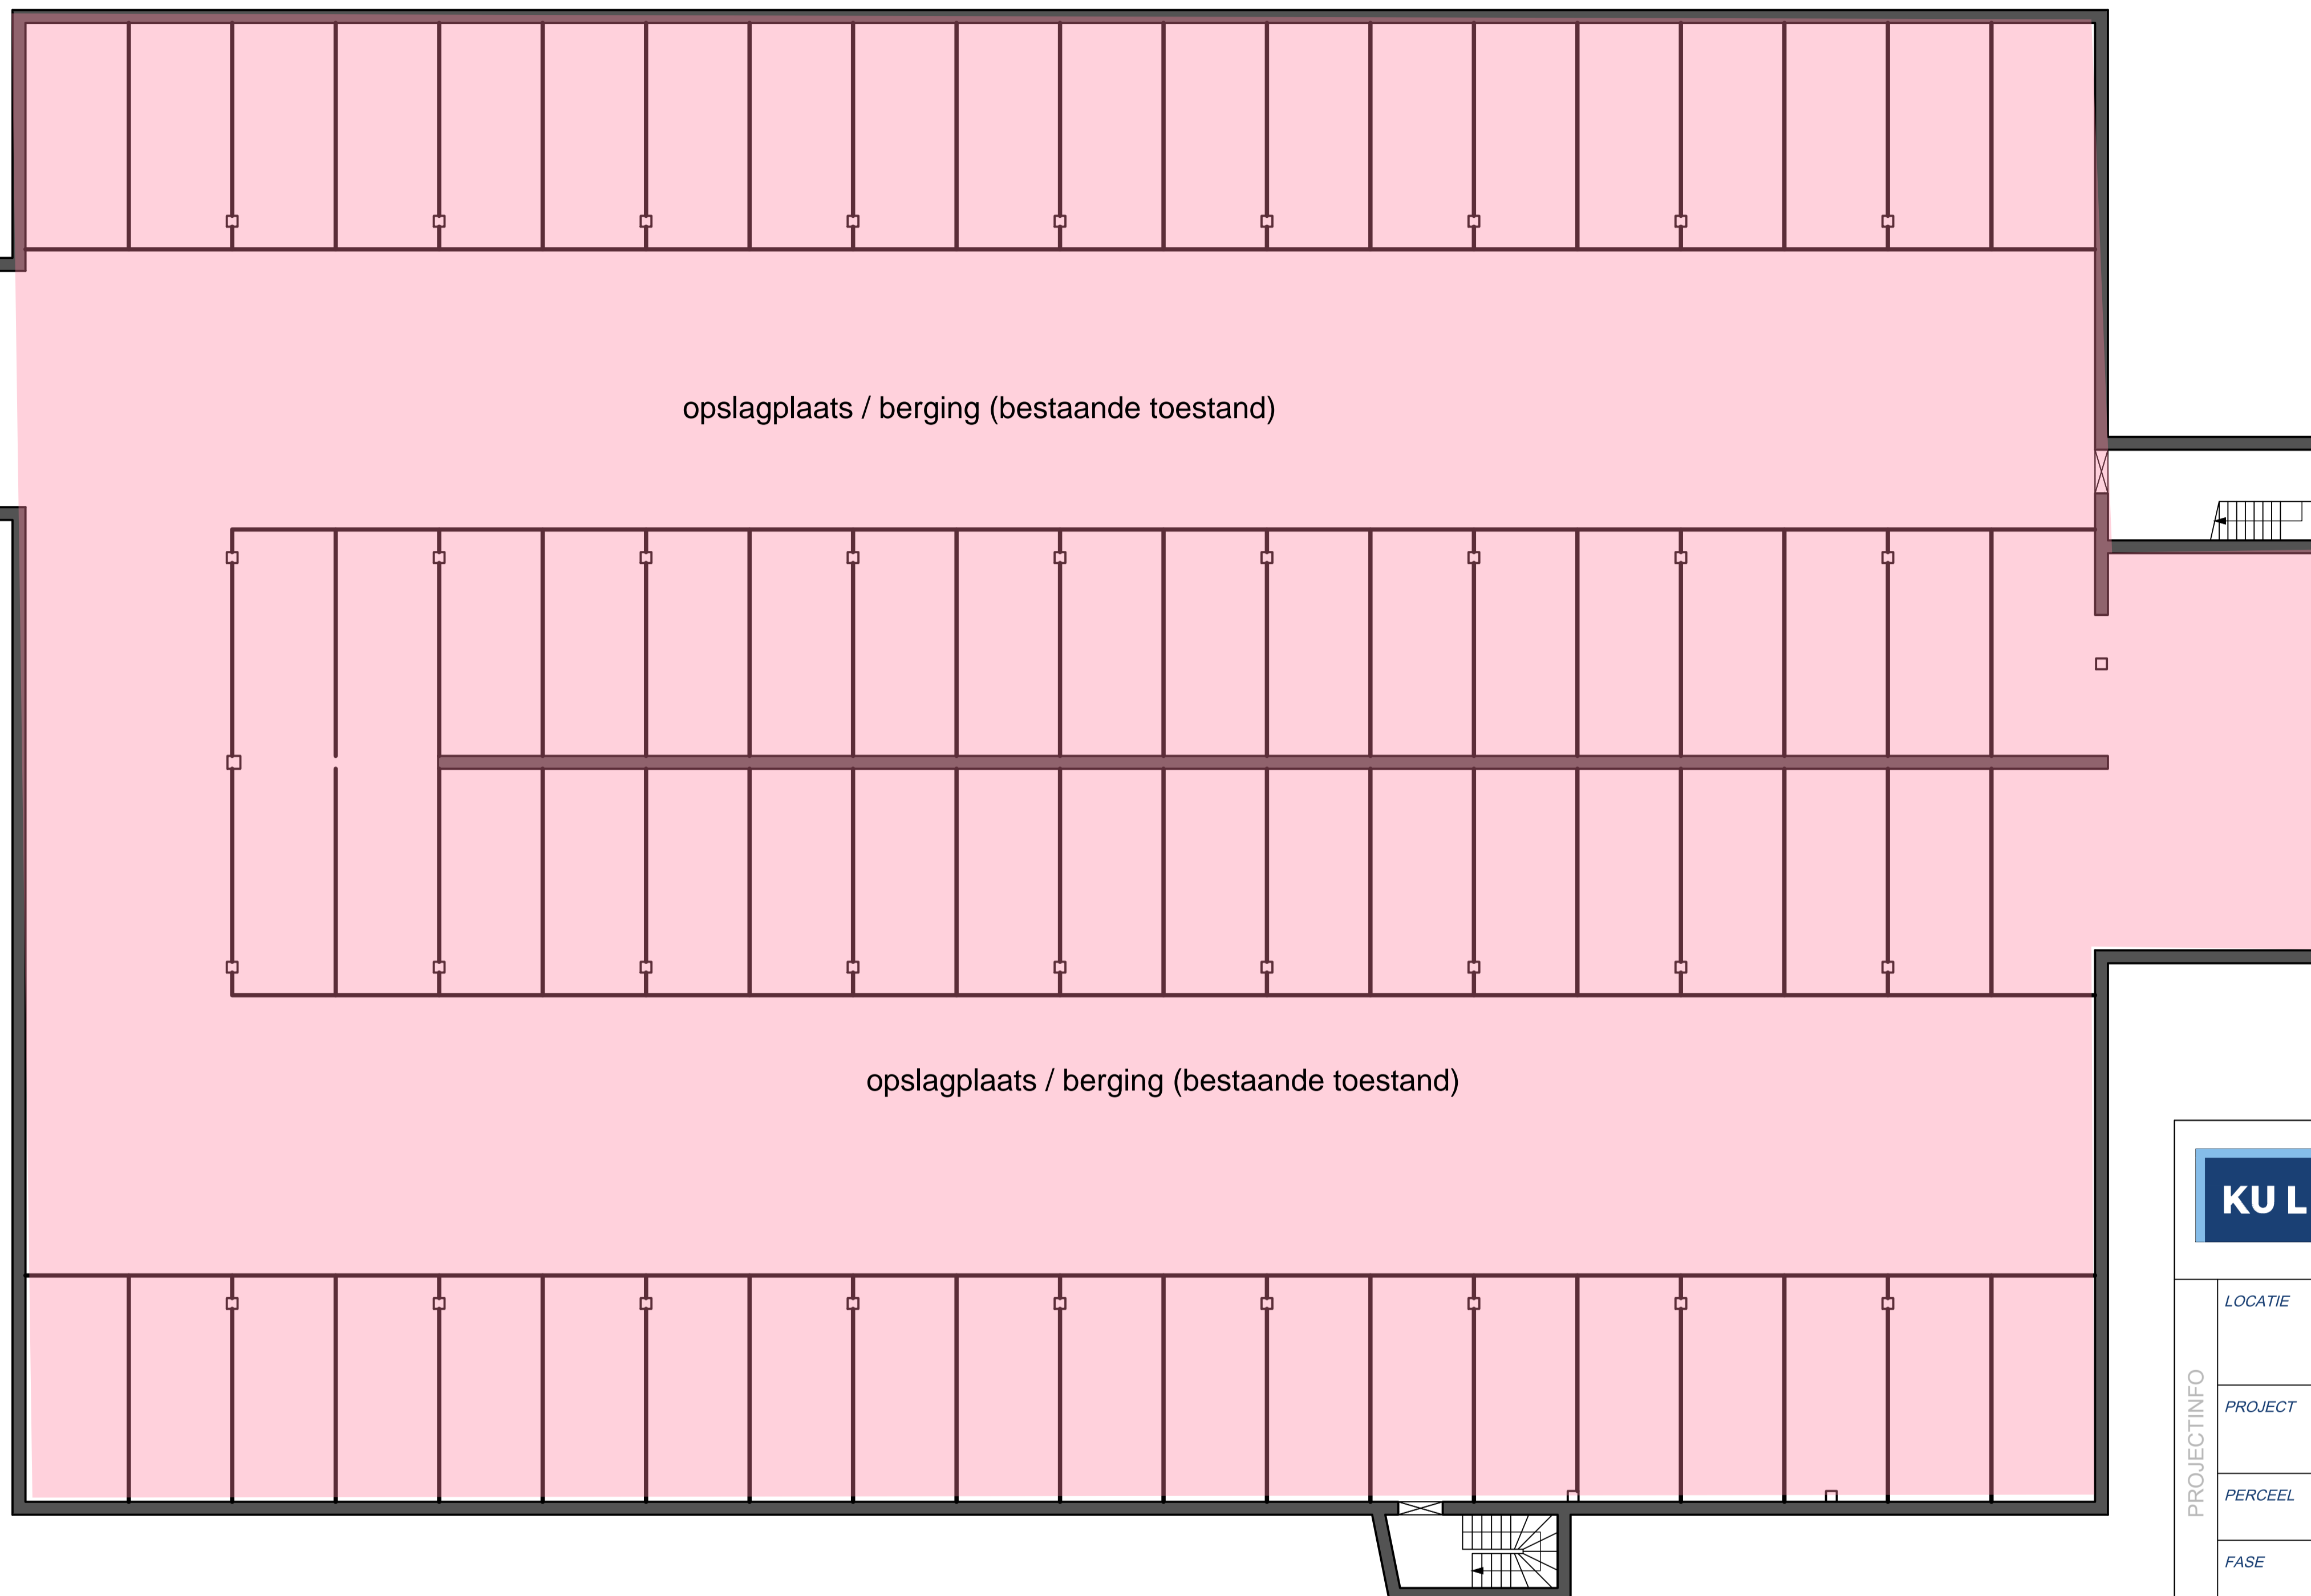 opslagplaats / berging (bestaande toestand)
opslagplaats / berging (bestaande toestand)
KU L
PROJECTINFO
LOCATIE
PROJECT
PERCEEL
FASE